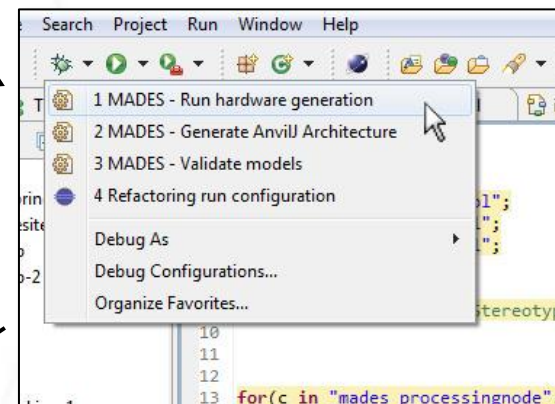 Search Project Run Window Help
1 MADES - Run hardware generation
2 MADES - Generate AnvilJ Architecture
3 MADES - Validate models
4 Refactoring run configuration
Debug As
Debug Configurations...
Organize Favorites...
10
11
12
13 for(c in "mades processingnode"